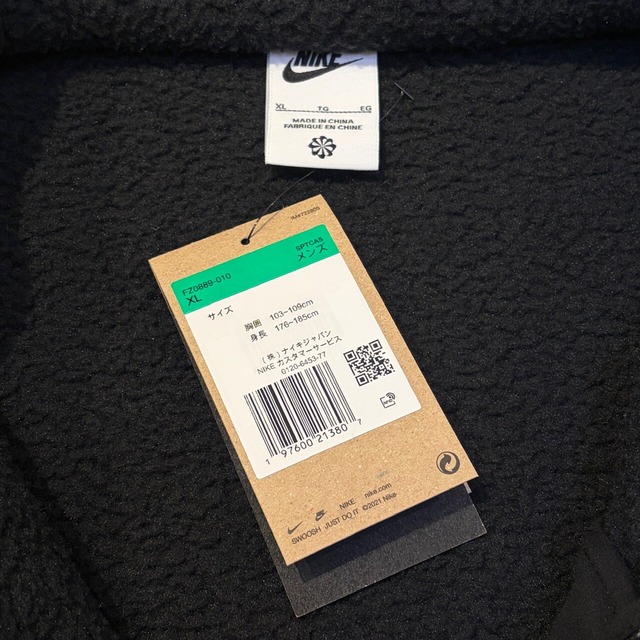 NIKE
XL TG EG
MADE IN CHINA
FABRIQUE EN CHINE
FZ0889-010
XL
SPTCAS
メンズ
サイズ
胸囲 103-109cm
身長 176-185cm
(株)ナイキジャパン
NIKE カスタマーサービス
0120-6453-77
1 97600 21380 7
NIKE nike.com
SWOOSH JUST DO IT ©2021 Nike